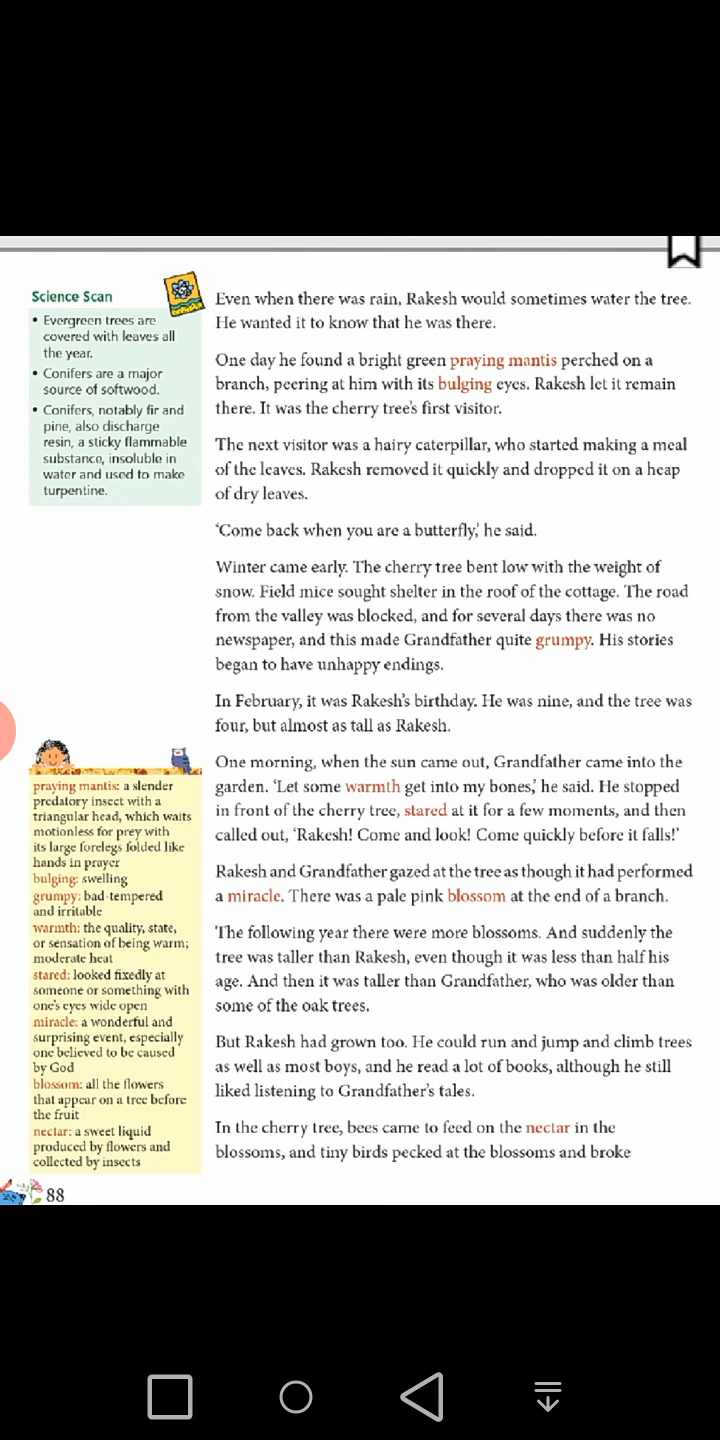 Science Scan
• Evergreen trees are
covered with leaves all
the year.
• Conifers are a major
source of softwood.
• Conifers, notably fir and
pine, also discharge
resin, a sticky flammable
substance, insoluble in
water and used to make
turpentine.
Even when there was rain, Rakesh would sometimes water the tree.
He wanted it to know that he was there.
One day he found a bright green praying mantis perched on a
branch, peering at him with its bulging eyes. Rakesh let it remain
there. It was the cherry tree's first visitor.
The next visitor was a hairy caterpillar, who started making a meal
of the leaves. Rakesh removed it quickly and dropped it on a heap
of dry leaves.
'Come back when you are a butterfly,' he said.
Winter came early. The cherry tree bent low with the weight of
snow. Field mice sought shelter in the roof of the cottage. The road
from the valley was blocked, and for several days there was no
newspaper, and this made Grandfather quite grumpy. His stories
began to have unhappy endings.
In February, it was Rakesh's birthday. He was nine, and the tree was
four, but almost as tall as Rakesh.
One morning, when the sun came out, Grandfather came into the
garden. 'Let some warmth get into my bones,' he said. He stopped
in front of the cherry tree, stared at it for a few moments, and then
called out, 'Rakesh! Come and look! Come quickly before it falls!'
Rakesh and Grandfather gazed at the tree as though it had performed
a miracle. There was a pale pink blossom at the end of a branch.
The following year there were more blossoms. And suddenly the
tree was taller than Rakesh, even though it was less than half his
age. And then it was taller than Grandfather, who was older than
some of the oak trees.
But Rakesh had grown too. He could run and jump and climb trees
as well as most boys, and he read a lot of books, although he still
liked listening to Grandfather's tales.
In the cherry tree, bees came to feed on the nectar in the
blossoms, and tiny birds pecked at the blossoms and broke
praying mantis: a slender
predatory insect with a
triangular head, which waits
motionless for prey with
its large forelegs folded like
hands in prayer
bulging: swelling
grumpy: bad-tempered
and irritable
warmth: the quality, state,
or sensation of being warm;
moderate heat
stared: looked fixedly at
someone or something with
one's eyes wide open
miracle: a wonderful and
surprising event, especially
one believed to be caused
by God
blossom: all the flowers
that appear on a tree before
the fruit
nectar: a sweet liquid
produced by flowers and
collected by insects
88